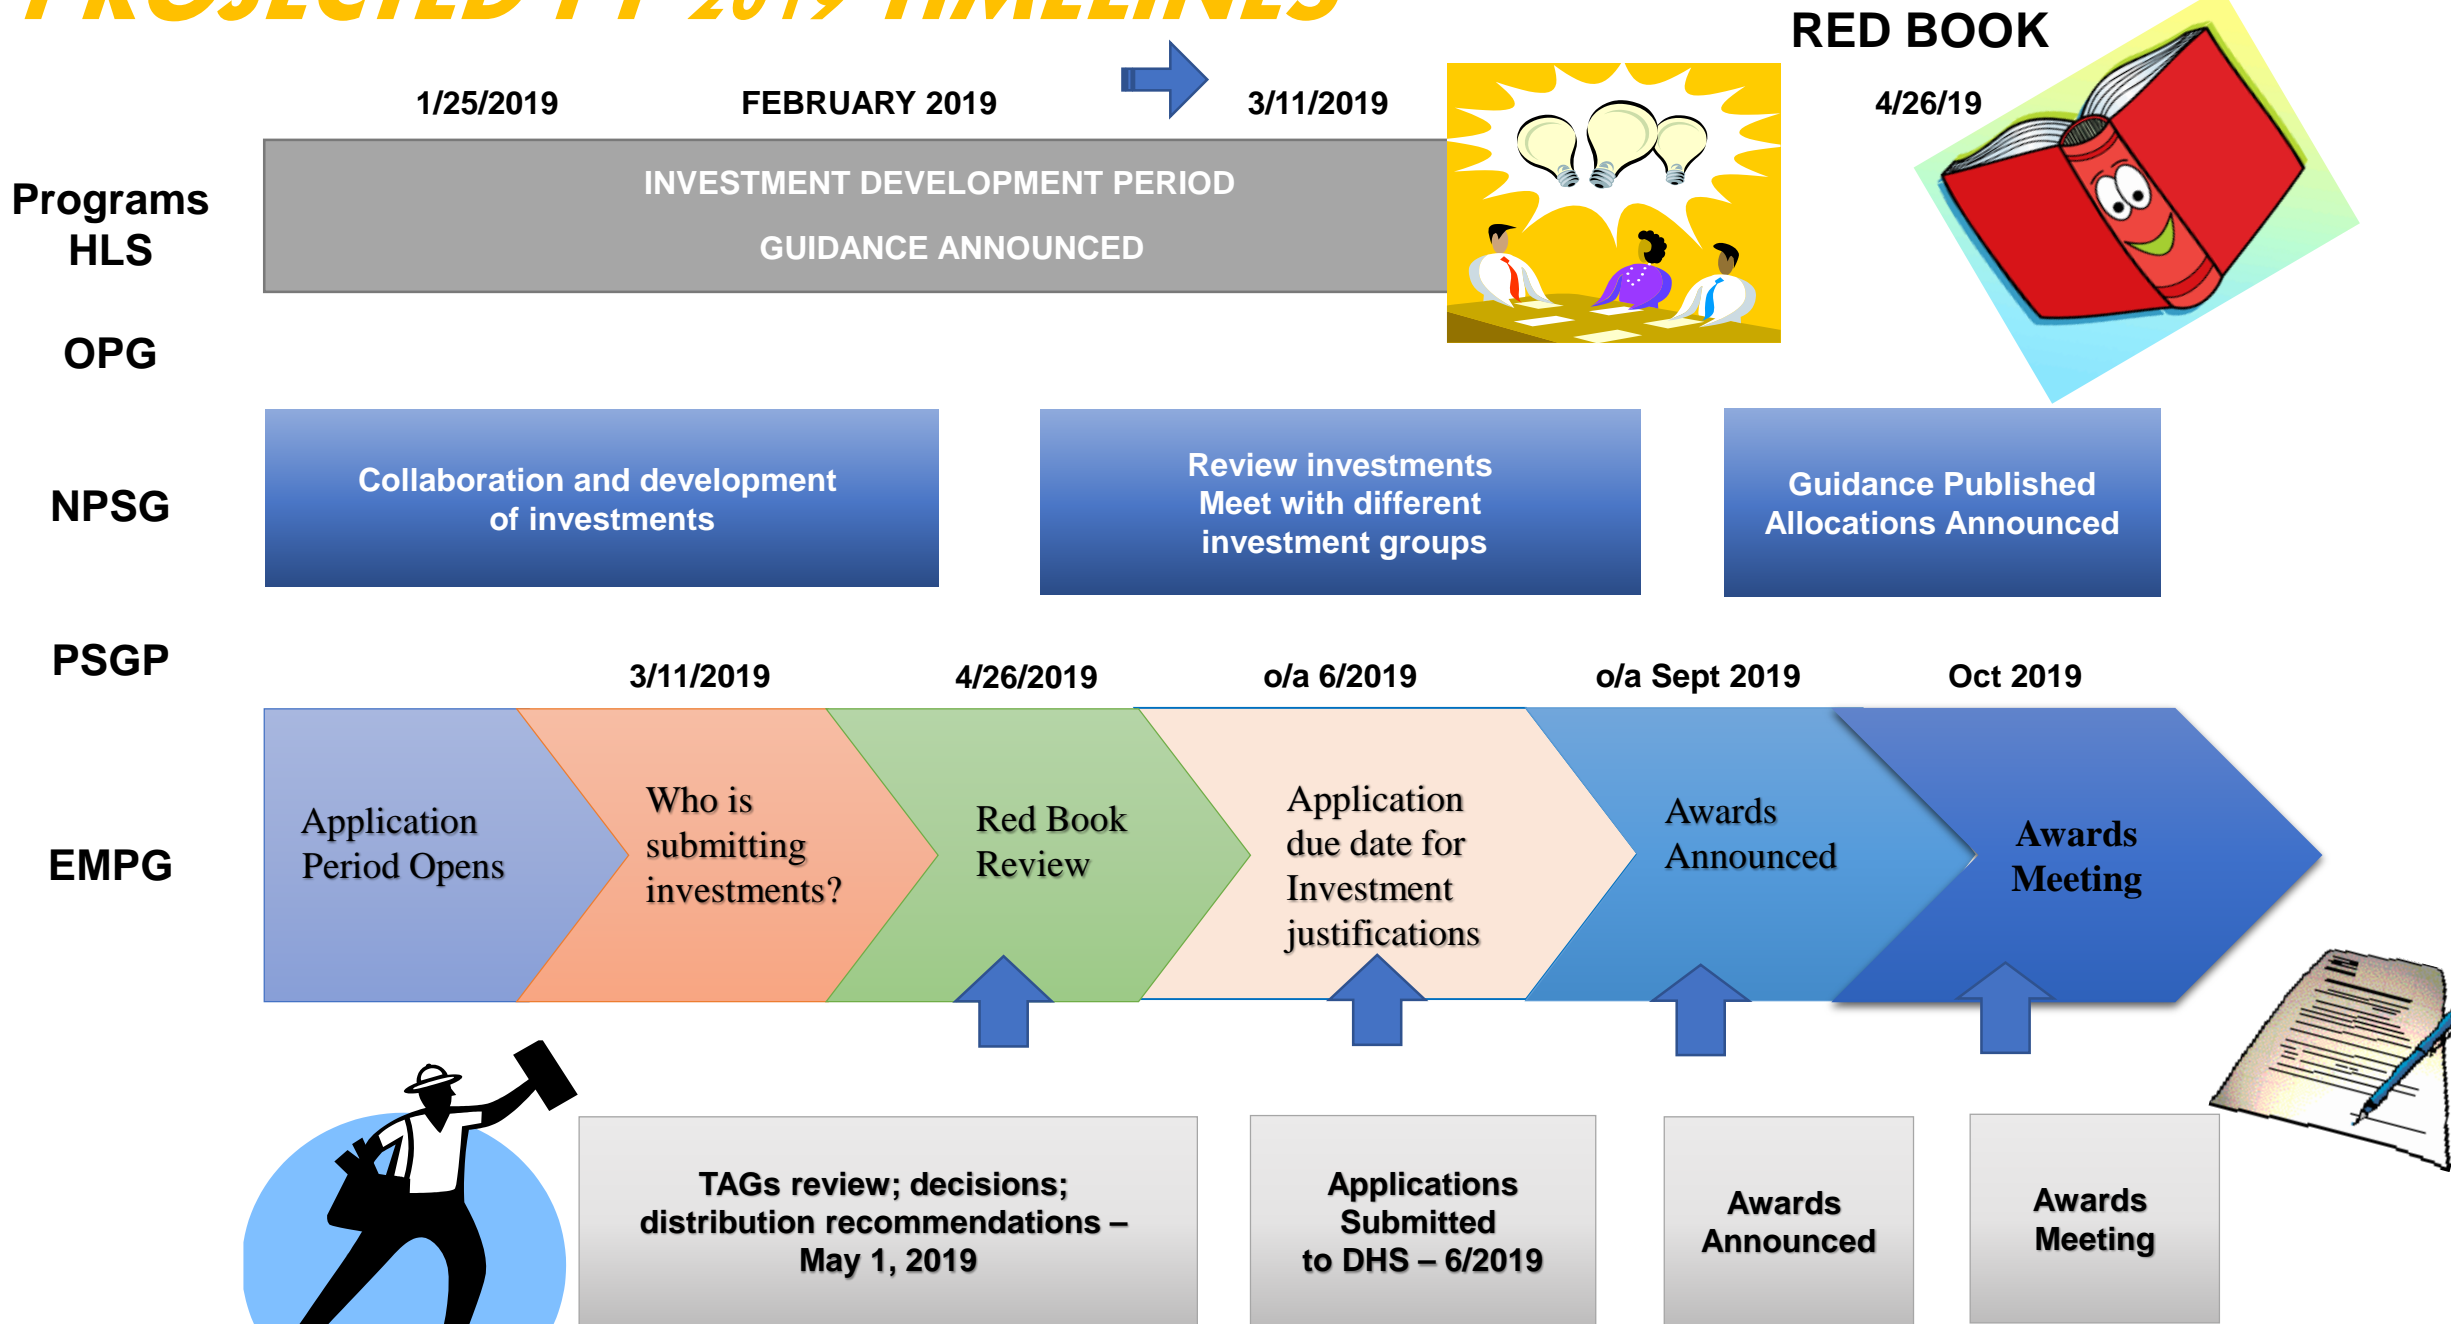 PROJECTED FY 2019 TIMELINES
RED BOOK
1/25/2019
FEBRUARY 2019
3/11/2019
4/26/19
Programs
HLS
INVESTMENT DEVELOPMENT PERIOD
GUIDANCE ANNOUNCED
OPG
NPSG
Collaboration and development
of investments
Review investments
Meet with different
investment groups
Guidance Published
Allocations Announced
PSGP
3/11/2019
4/26/2019
o/a 6/2019
o/a Sept 2019
Oct 2019
EMPG
Application
Period Opens
Who is
submitting
investments?
Red Book
Review
Application
due date for
Investment
justifications
Awards
Announced
Awards
Meeting
TAGs review; decisions;
distribution recommendations –
May 1, 2019
Applications
Submitted
to DHS – 6/2019
Awards
Announced
Awards
Meeting